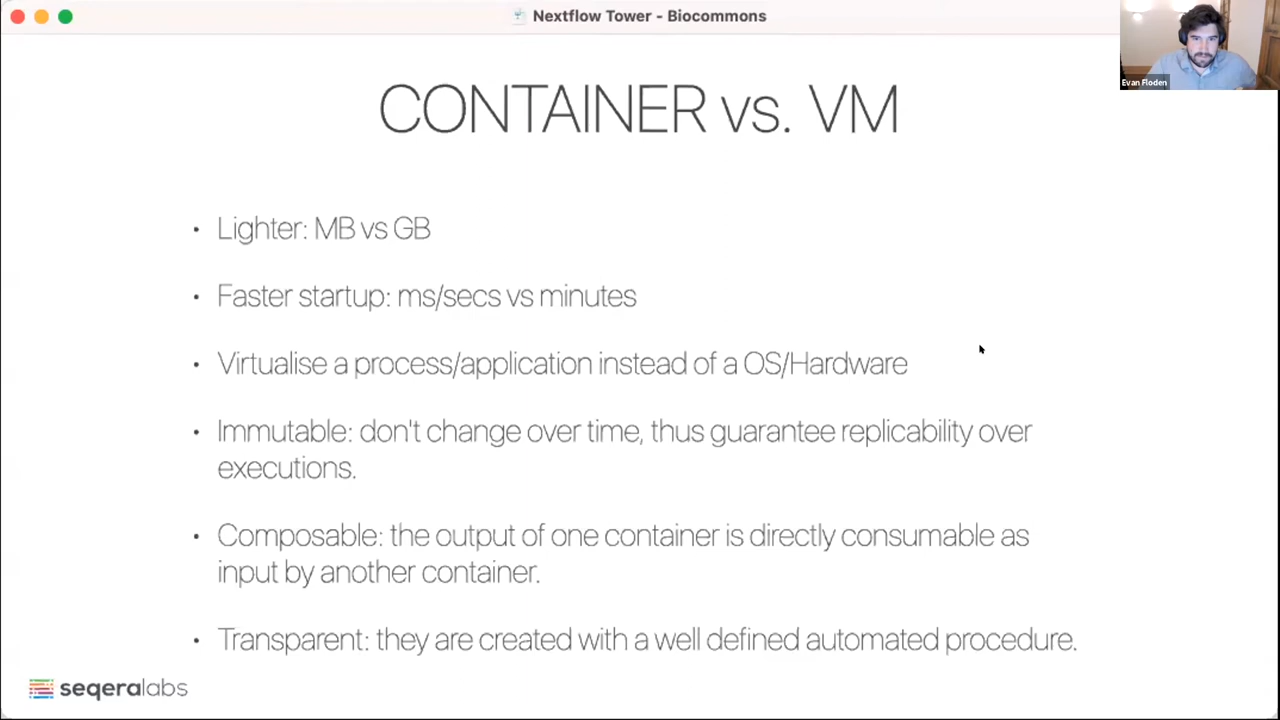 Nextflow Tower - Biocommons
Evan Floden
CONTAINER vs. VM
• Lighter: MB vs GB
• Faster startup: ms/secs vs minutes
• Virtualise a process/application instead of a OS/Hardware
• Immutable: don't change over time, thus guarantee replicability over
executions.
• Composable: the output of one container is directly consumable as
input by another container.
• Transparent: they are created with a well defined automated procedure.
seqeralabs